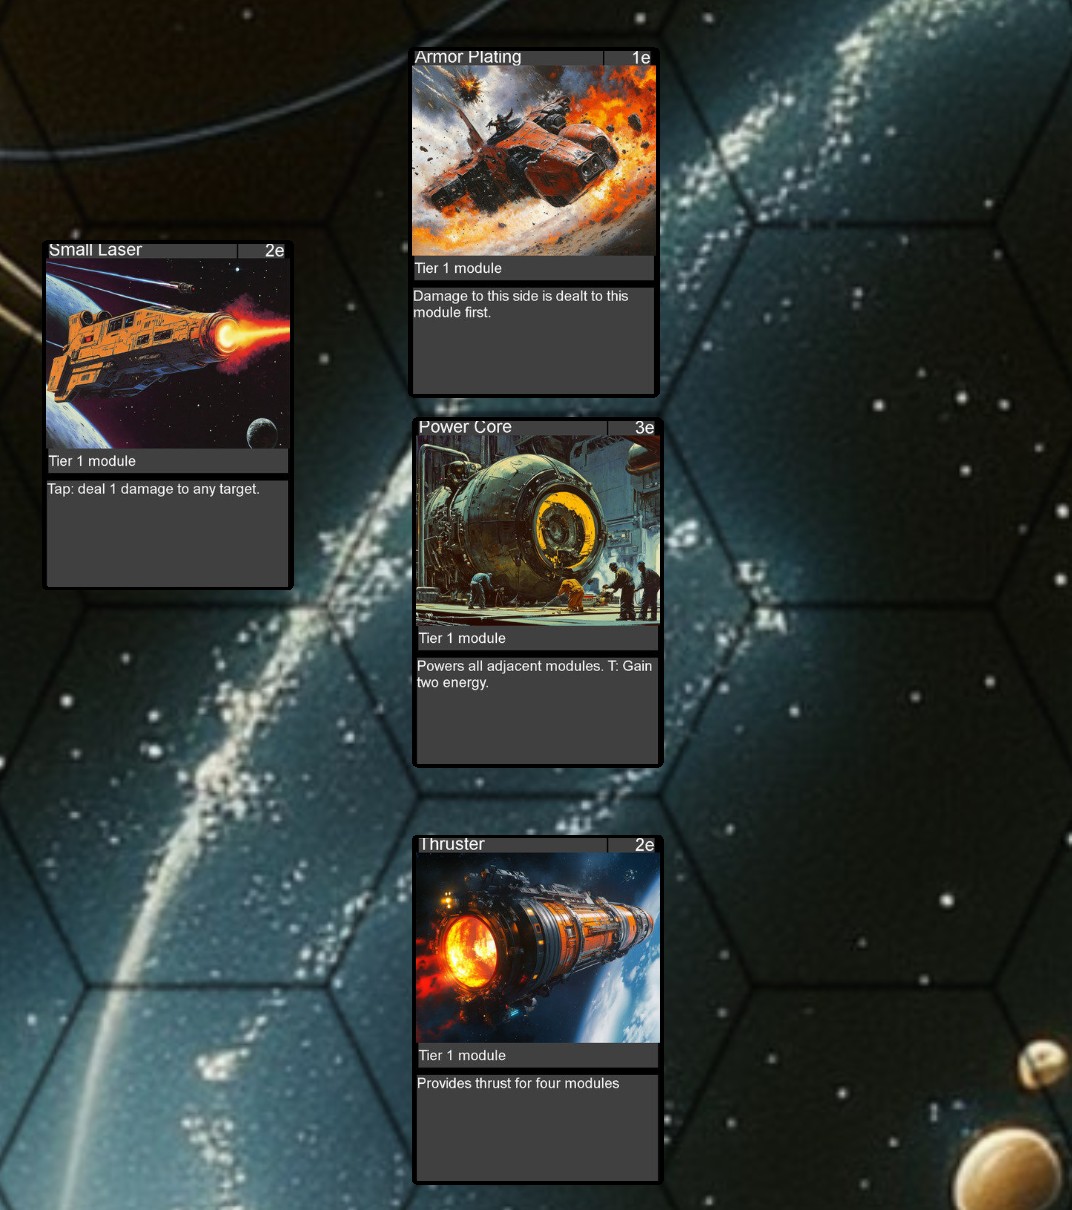 Armor Plating 1e
Tier 1 module
Damage to this side is dealt to this
module first.
Small Laser 2e
Tier 1 module
Tap: deal 1 damage to any target.
Power Core 3e
Tier 1 module
Powers all adjacent modules. T: Gain
two energy.
Thruster 2e
Tier 1 module
Provides thrust for four modules